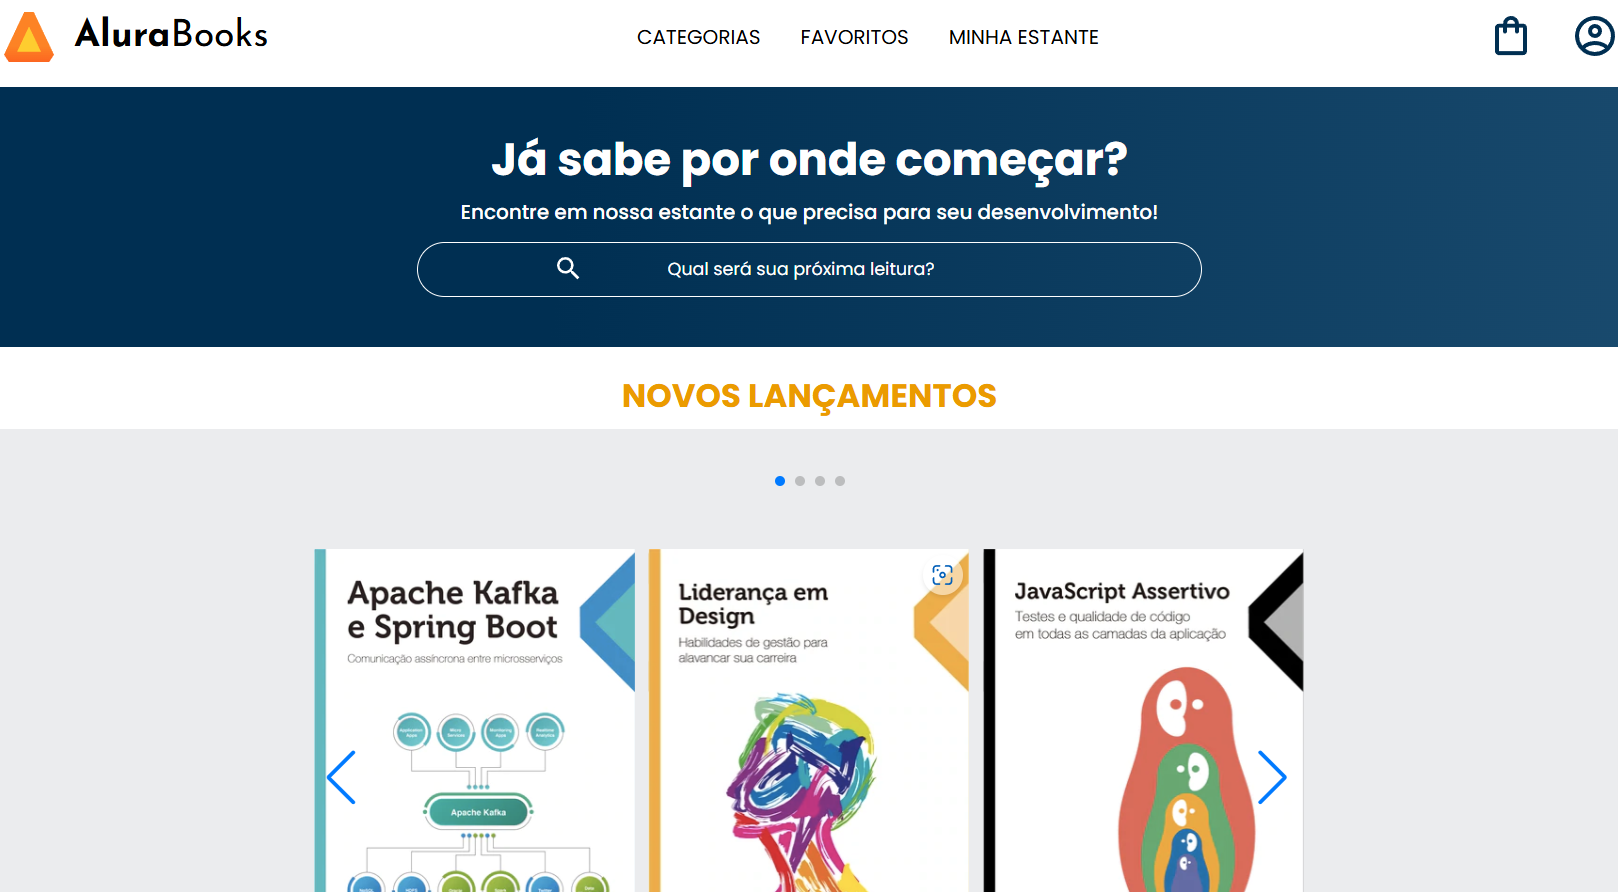 AluraBooks
CATEGORIAS FAVORITOS MINHA ESTANTE
Já sabe por onde começar?
Encontre em nossa estante o que precisa para seu desenvolvimento!
Qual será sua próxima leitura?
NOVOS LANÇAMENTOS
Apache Kafka
e Spring Boot
Comunicação assíncrona entre microsserviços
Apache Kafka
Liderança em
Design
Habilidades de gestão para
alavancar sua carreira
JavaScript Assertivo
Testes e qualidade de código
em todas as camadas da aplicação